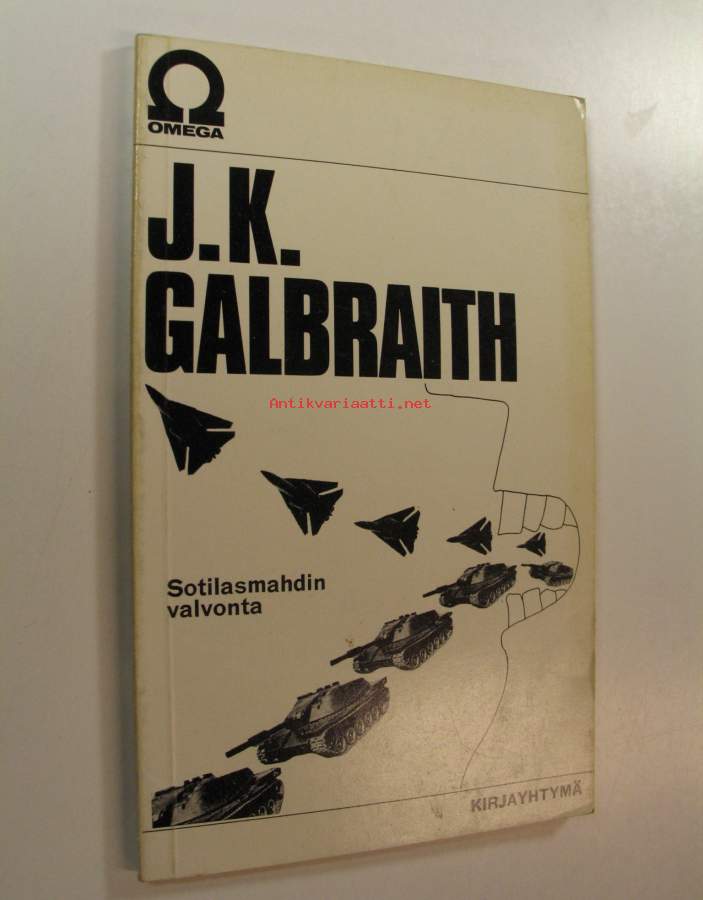 OMEGA
J.K.
GALBRAITH
Antikvariaatti.net
Sotilasmahdin
valvonta
KIRJAYHTYMÄ